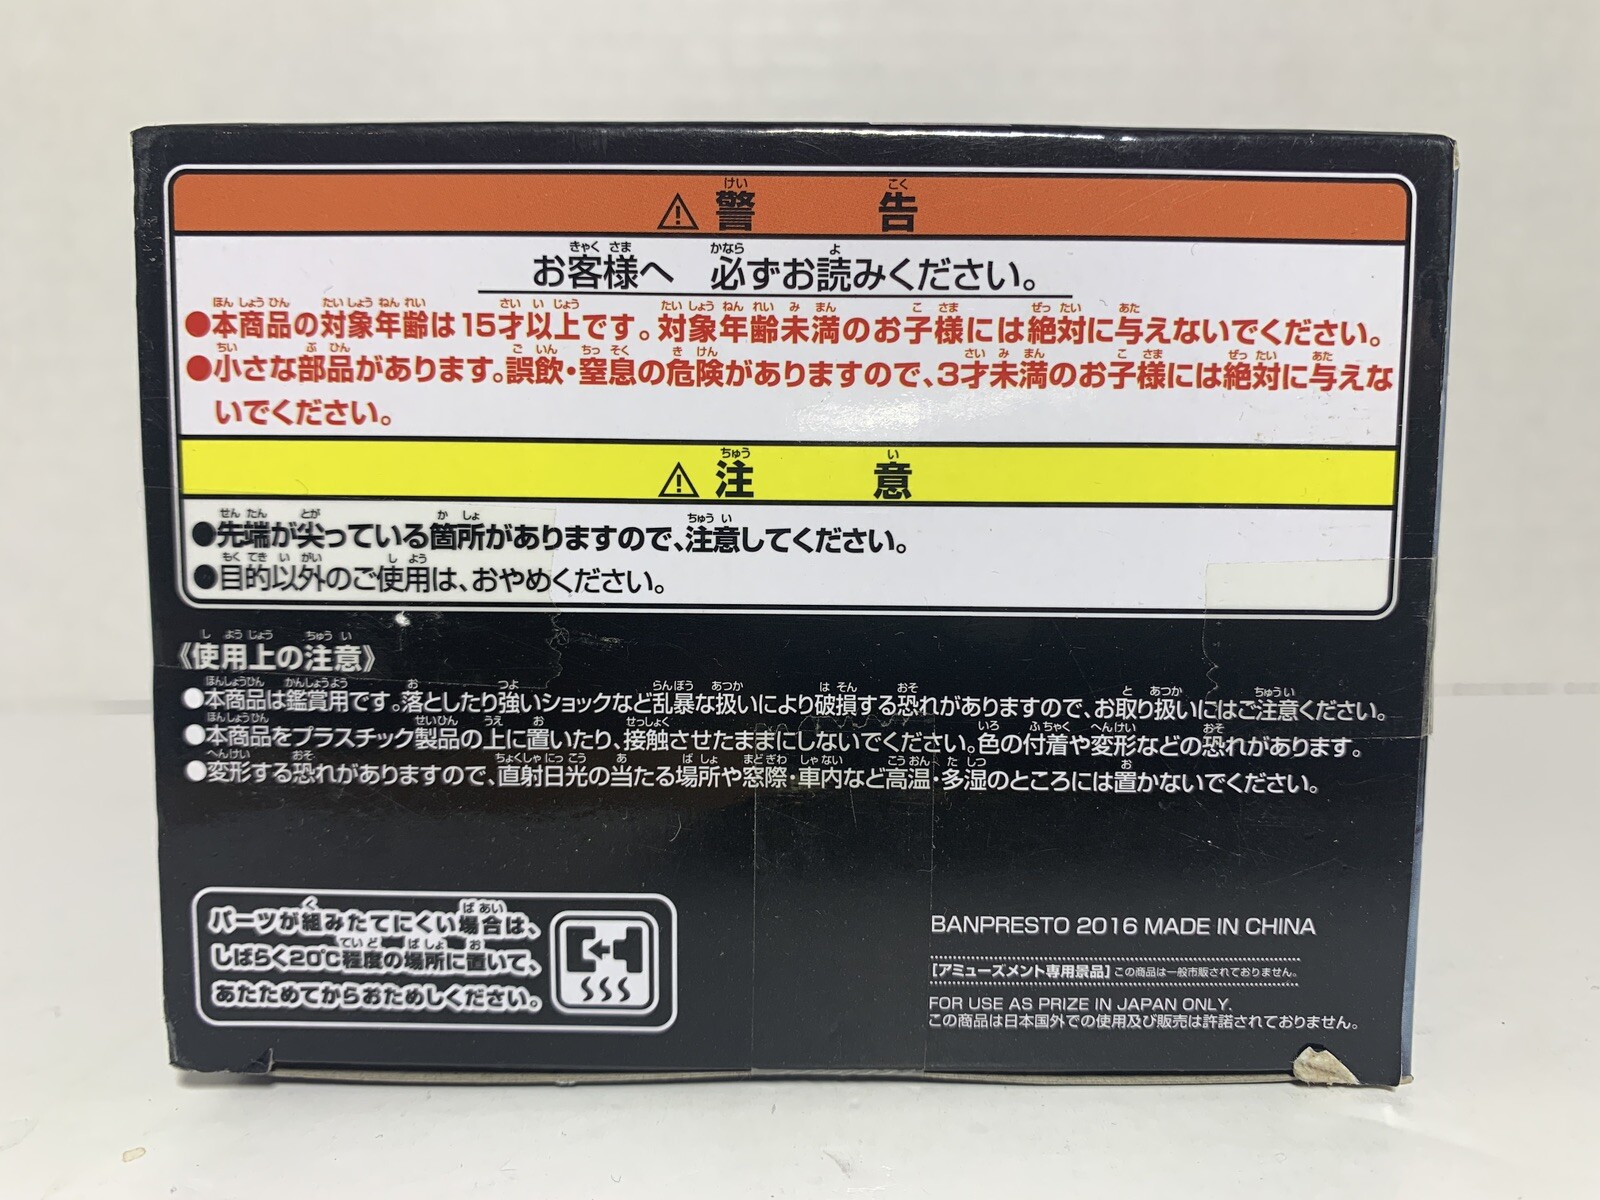 ⚠警告
お客様へ 必ずお読みください。
●本商品の対象年齢は15才以上です。対象年齢未満のお子様には絶対に与えないでください。
●小さな部品があります。誤飲・窒息の危険がありますので、3才未満のお子様には絶対に与えな
いでください。
⚠注意
●先端が尖っている箇所がありますので、注意してください。
●目的以外のご使用は、おやめください。
《使用上の注意》
●本商品は鑑賞用です。落としたり強いショックなど乱暴な扱いにより破損する恐れがありますので、お取り扱いにはご注意ください。
●本商品をプラスチック製品の上に置いたり、接触させたままにしないでください。色の付着や変形などの恐れがあります。
●変形する恐れがありますので、直射日光の当たる場所や窓際・車内など高温・多湿のところには置かないでください。
パーツが組みたてにくい場合は、
しばらく20℃程度の場所に置いて、
あたためてからおためしください。
BANPRESTO 2016 MADE IN CHINA
[アミューズメント専用景品] この商品は一般市販されておりません。
FOR USE AS PRIZE IN JAPAN ONLY.
この商品は日本国外での使用及び販売は許諾されておりません。